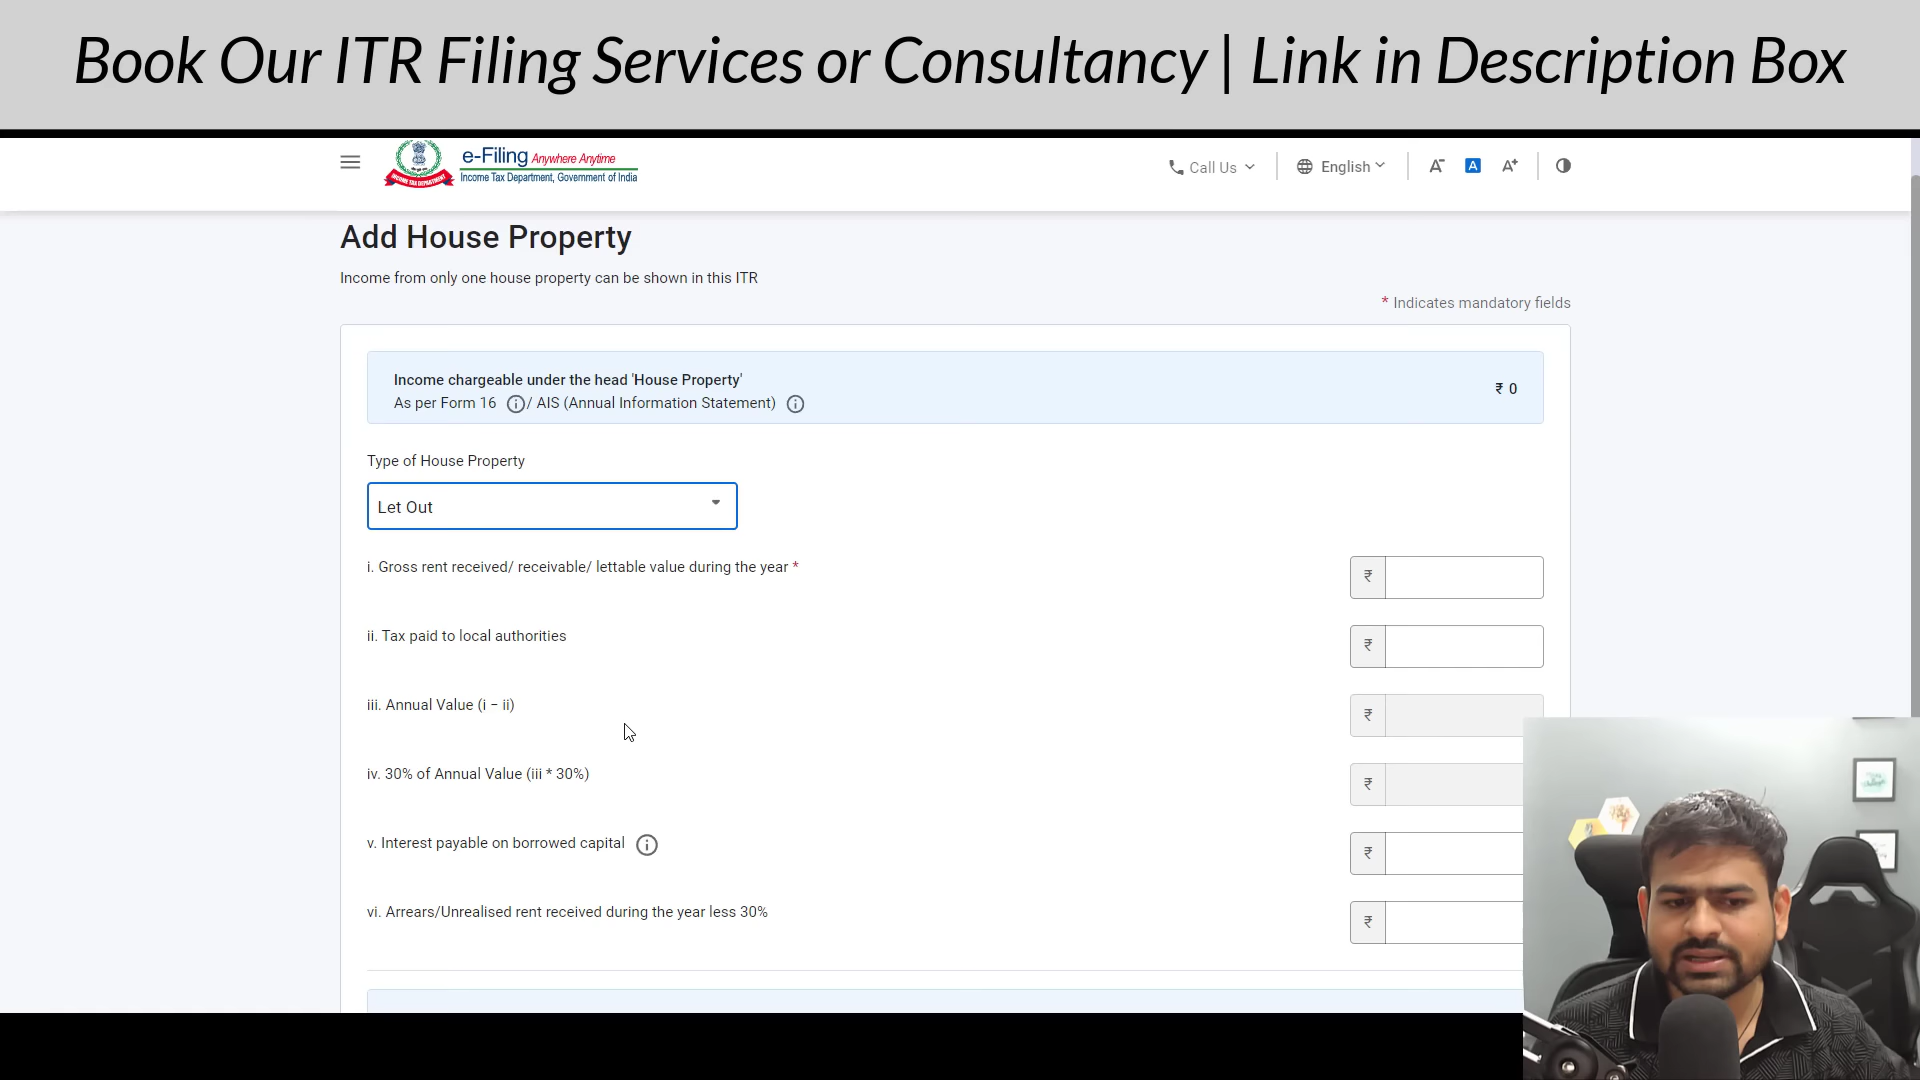 Book Our ITR Filing Services or Consultancy | Link in Description Box
e-Filing Anywhere Anytime
Income Tax Department, Government of India
INCOME TAX DEPARTMENT
Call Us
English
A-
A
A+
Add House Property
Income from only one house property can be shown in this ITR
* Indicates mandatory fields
Income chargeable under the head 'House Property'
As per Form 16 / AIS (Annual Information Statement)
₹ 0
Type of House Property
Let Out
i. Gross rent received/ receivable/ lettable value during the year *
₹
ii. Tax paid to local authorities
₹
iii. Annual Value (i − ii)
₹
iv. 30% of Annual Value (iii * 30%)
₹
v. Interest payable on borrowed capital
₹
vi. Arrears/Unrealised rent received during the year less 30%
₹